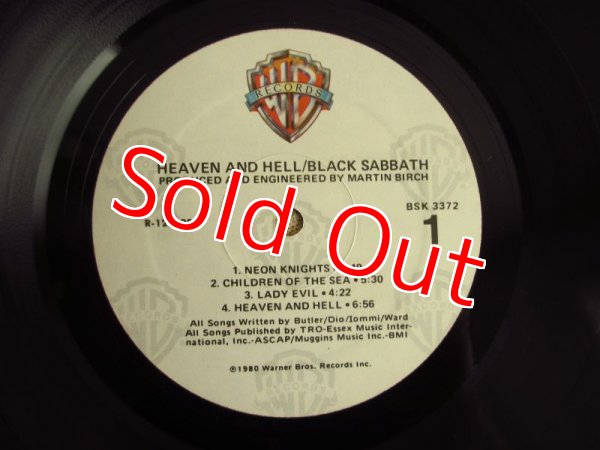 WB
RECORDS
HEAVEN AND HELL/BLACK SABBATH
PRODUCED AND ENGINEERED BY MARTIN BIRCH
BSK 3372
1
Sold Out
1. NEON KNIGHTS
2. CHILDREN OF THE SEA • 5:30
3. LADY EVIL • 4:22
4. HEAVEN AND HELL • 6:56
All Songs Written by Butler/Dio/Iommi/Ward
All Songs Published by TRO-Essex Music Inter-
national, Inc.-ASCAP/Muggins Music Inc.-BMI
℗1980 Warner Bros. Records Inc.